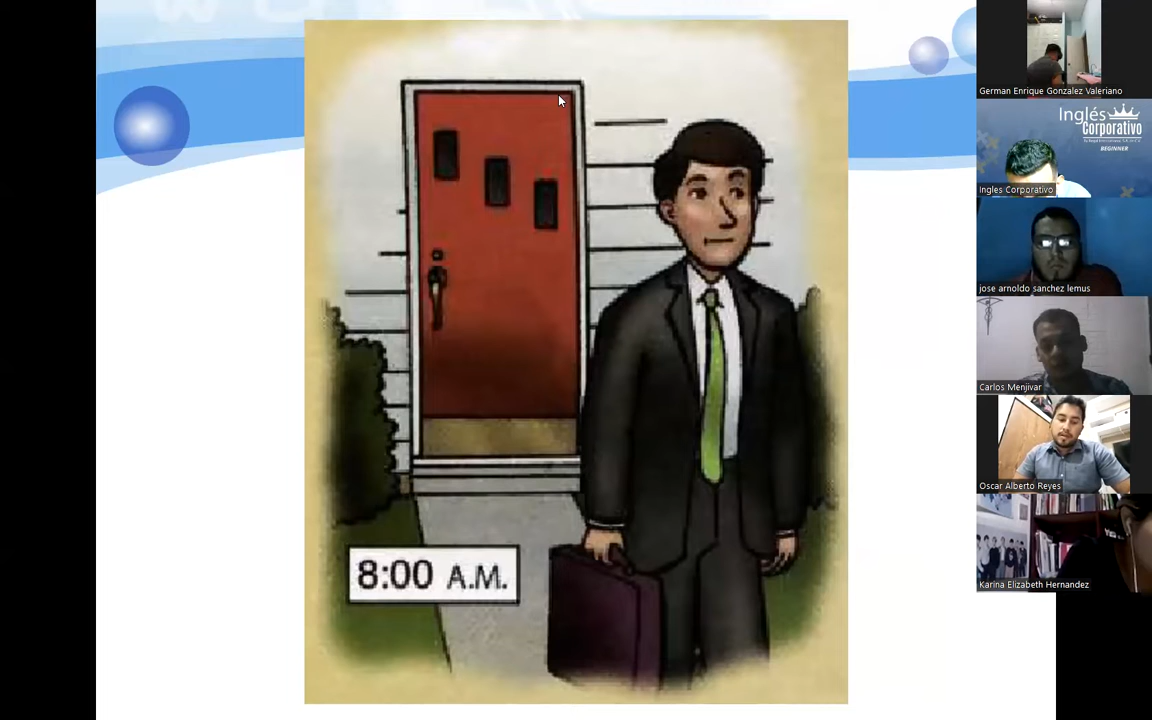 8:00 A.M.
German Enrique Gonzalez Valeriano
Inglés
Corporativo
BEGINNER
Ingles Corporativo
jose arnoldo sanchez lemus
Carlos Menjivar
Oscar Alberto Reyes
Karina Elizabeth Hernandez